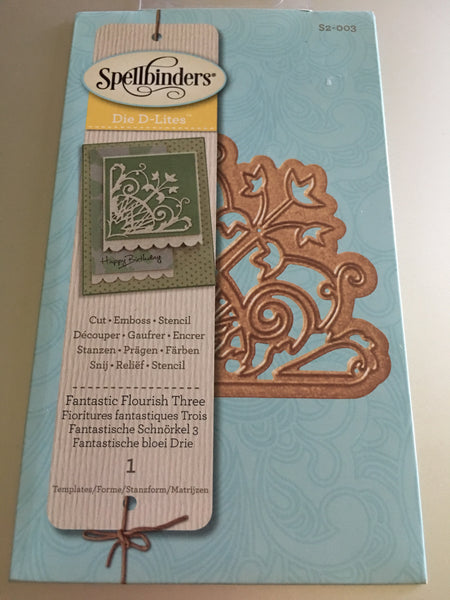 S2-003
Spellbinders®
Die D-Lites™
Happy Birthday
Cut • Emboss • Stencil
Découper • Gaufrer • Encrer
Stanzen • Prägen • Färben
Snij • Reliëf • Stencil
Fantastic Flourish Three
Fioritures fantastiques Trois
Fantastische Schnörkel 3
Fantastische bloei Drie
1
Templates/Forme/Stanzform/Matrijzen